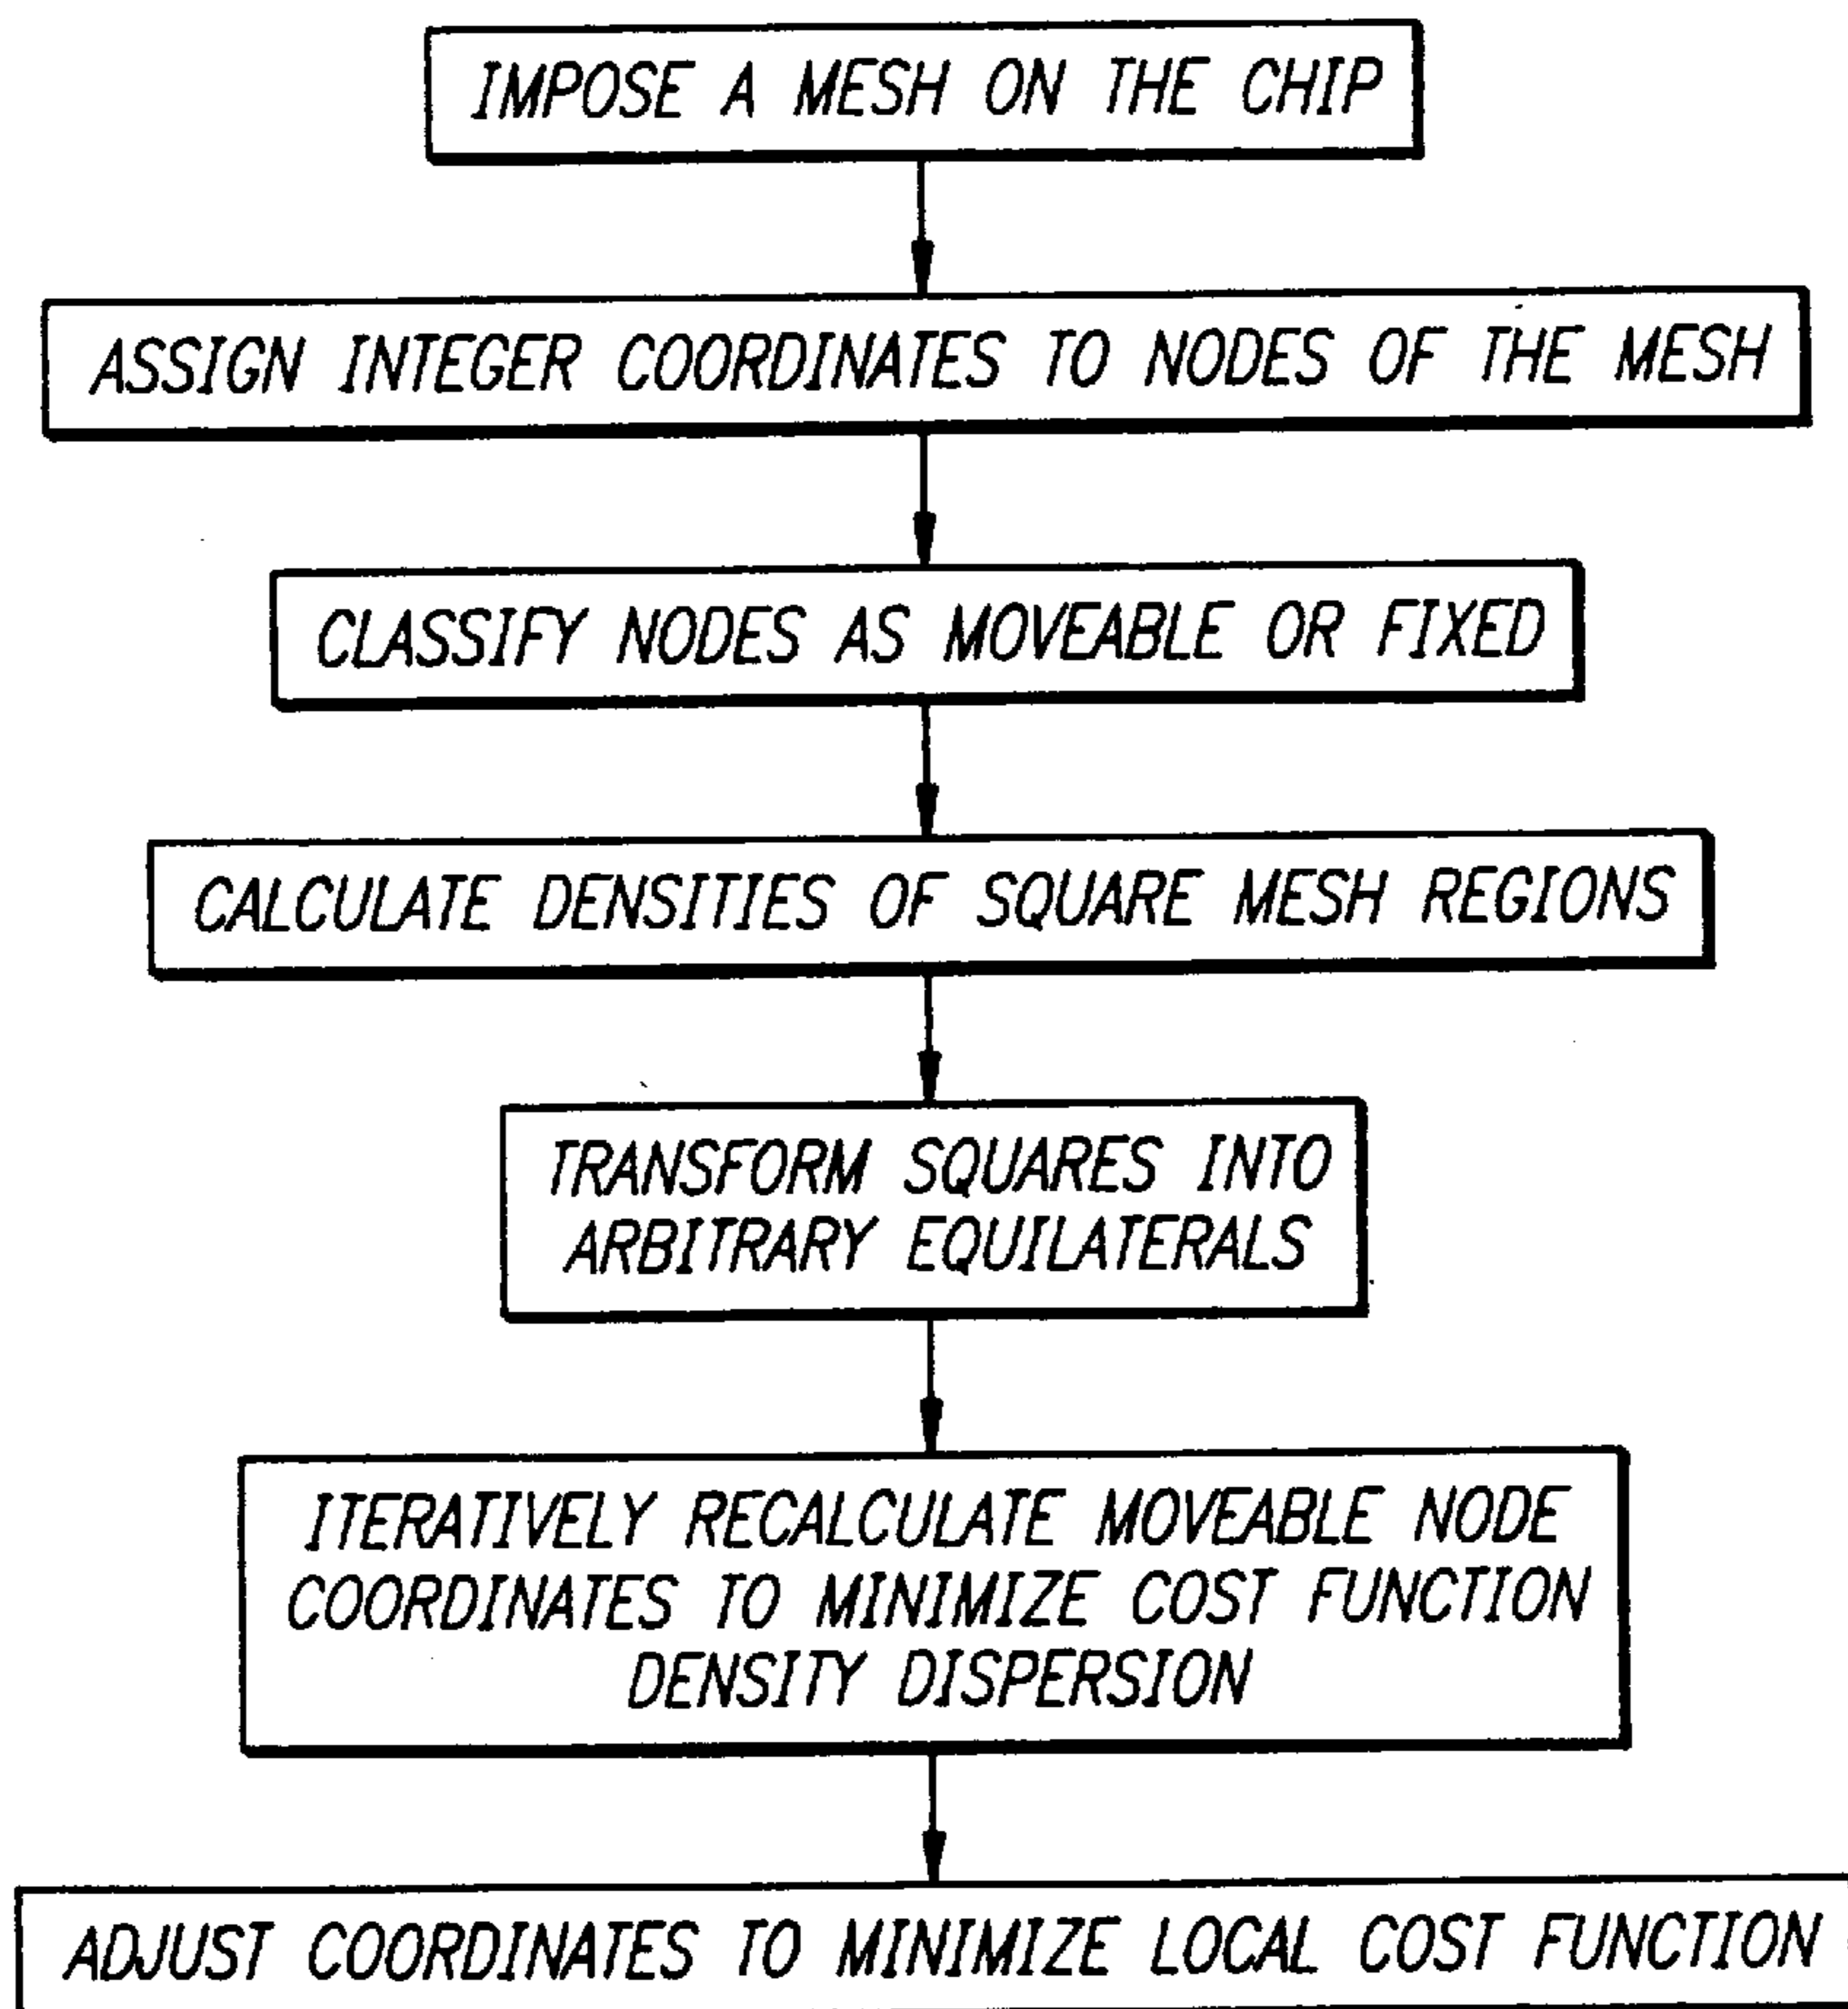 IMPOSE A MESH ON THE CHIP
ASSIGN INTEGER COORDINATES TO NODES OF THE MESH
CLASSIFY NODES AS MOVEABLE OR FIXED
CALCULATE DENSITIES OF SQUARE MESH REGIONS
TRANSFORM SQUARES INTO
ARBITRARY EQUILATERALS
ITERATIVELY RECALCULATE MOVEABLE NODE
COORDINATES TO MINIMIZE COST FUNCTION
DENSITY DISPERSION
ADJUST COORDINATES TO MINIMIZE LOCAL COST FUNCTION